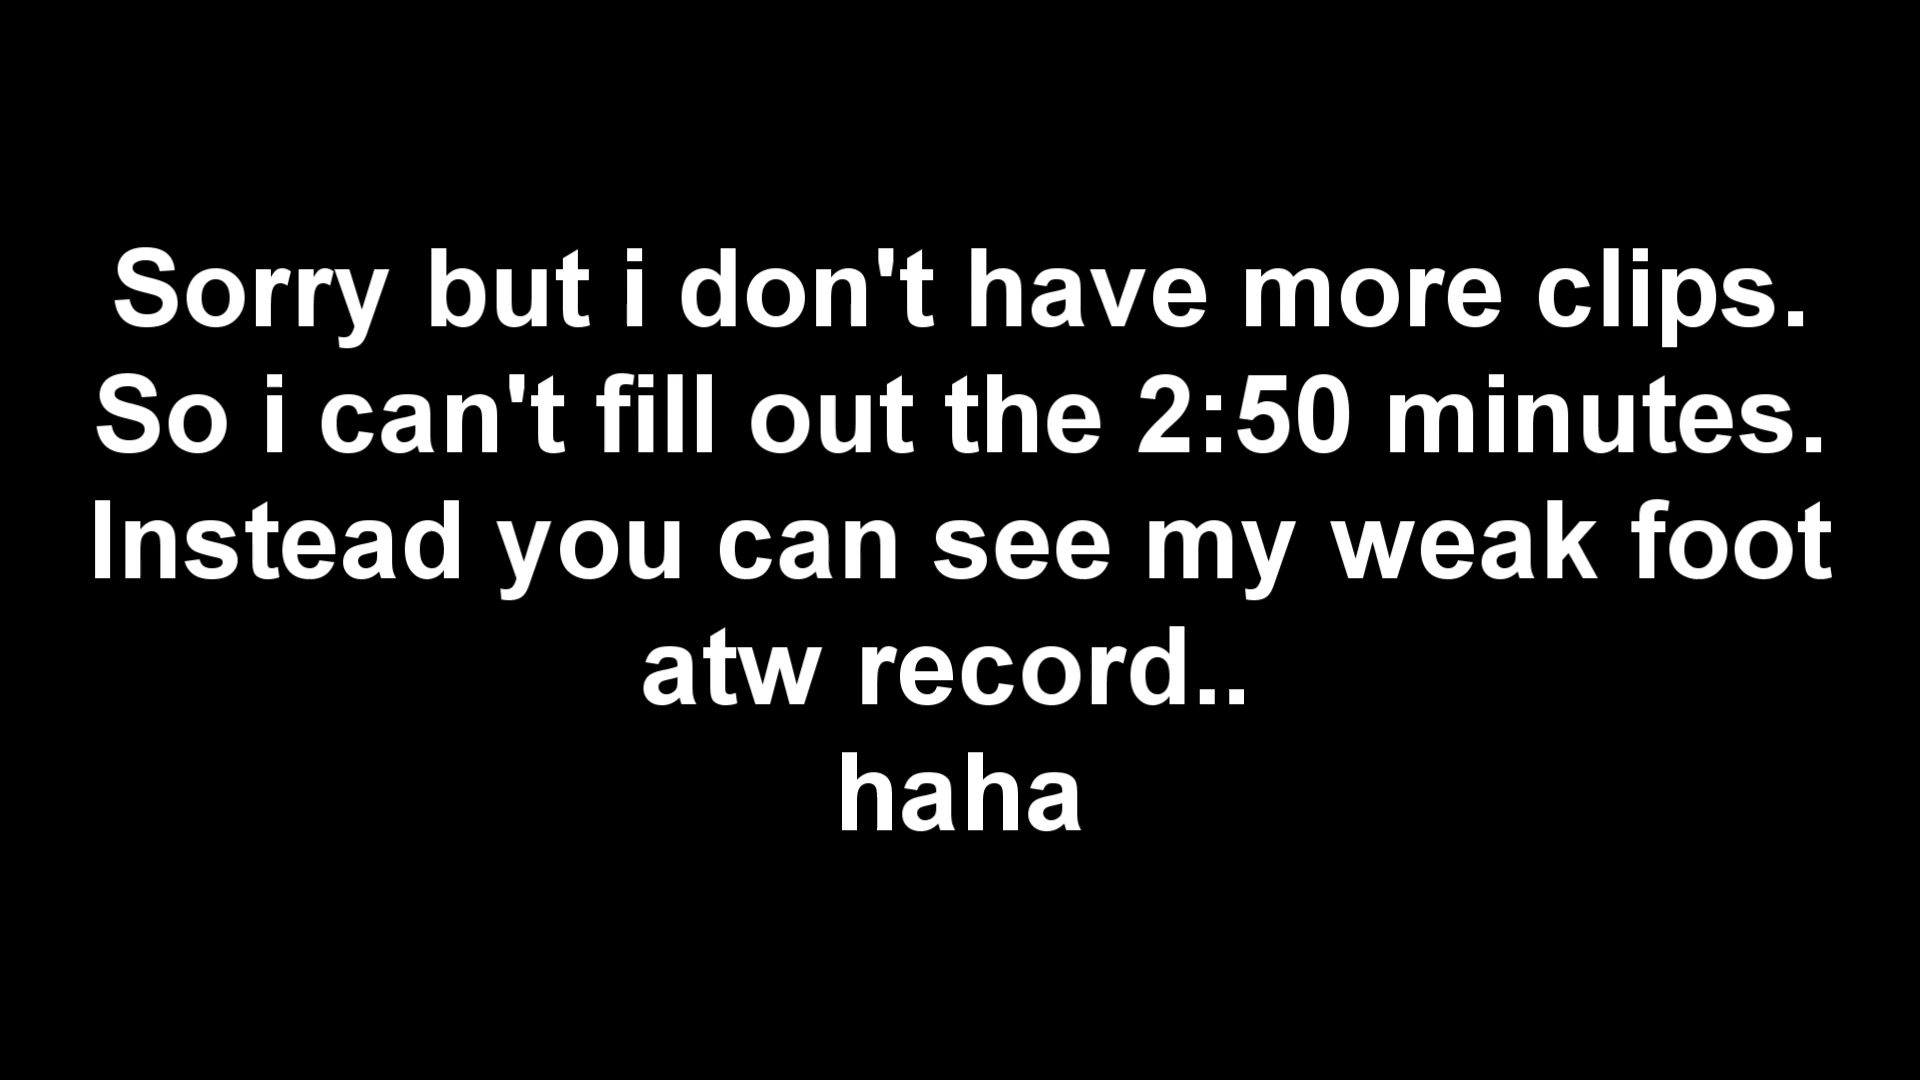 Sorry but i don't have more clips.
So i can't fill out the 2:50 minutes.
Instead you can see my weak foot
atw record..
haha